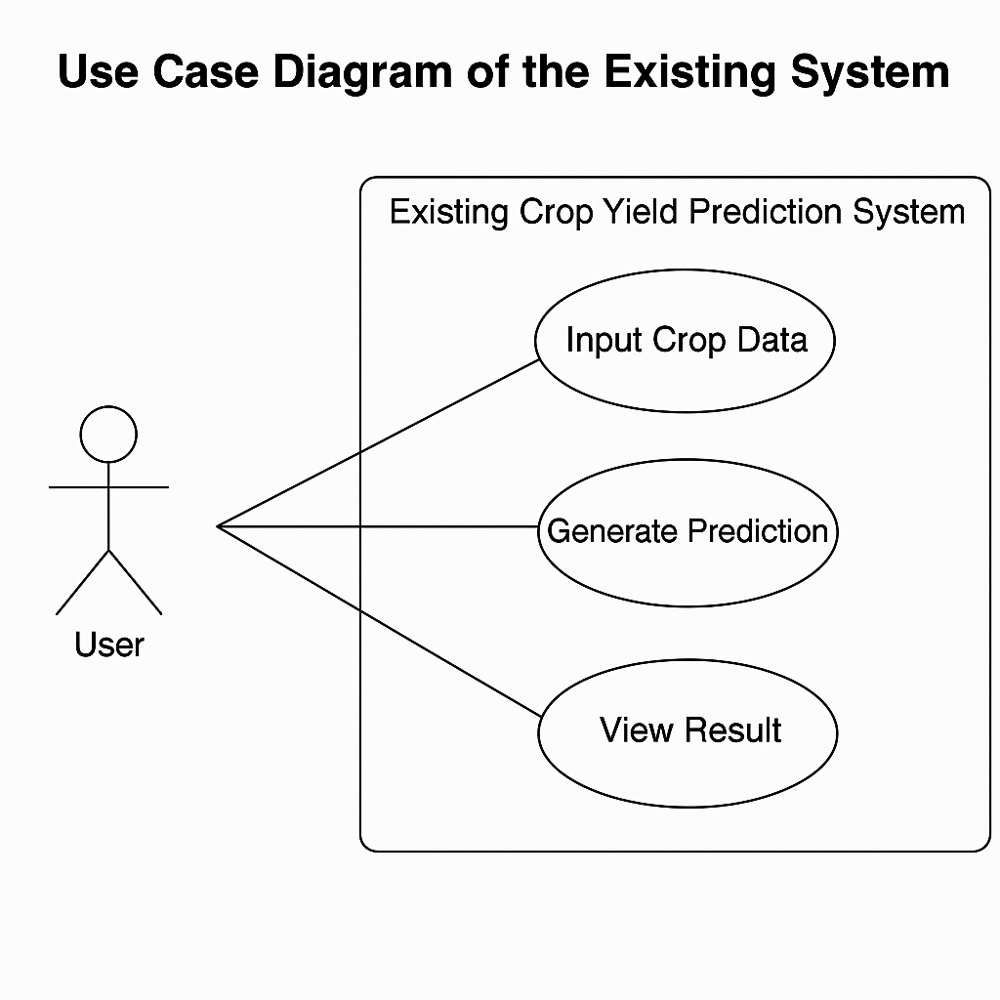 Use Case Diagram of the Existing System
Existing Crop Yield Prediction System
Input Crop Data
Generate Prediction
User
View Result